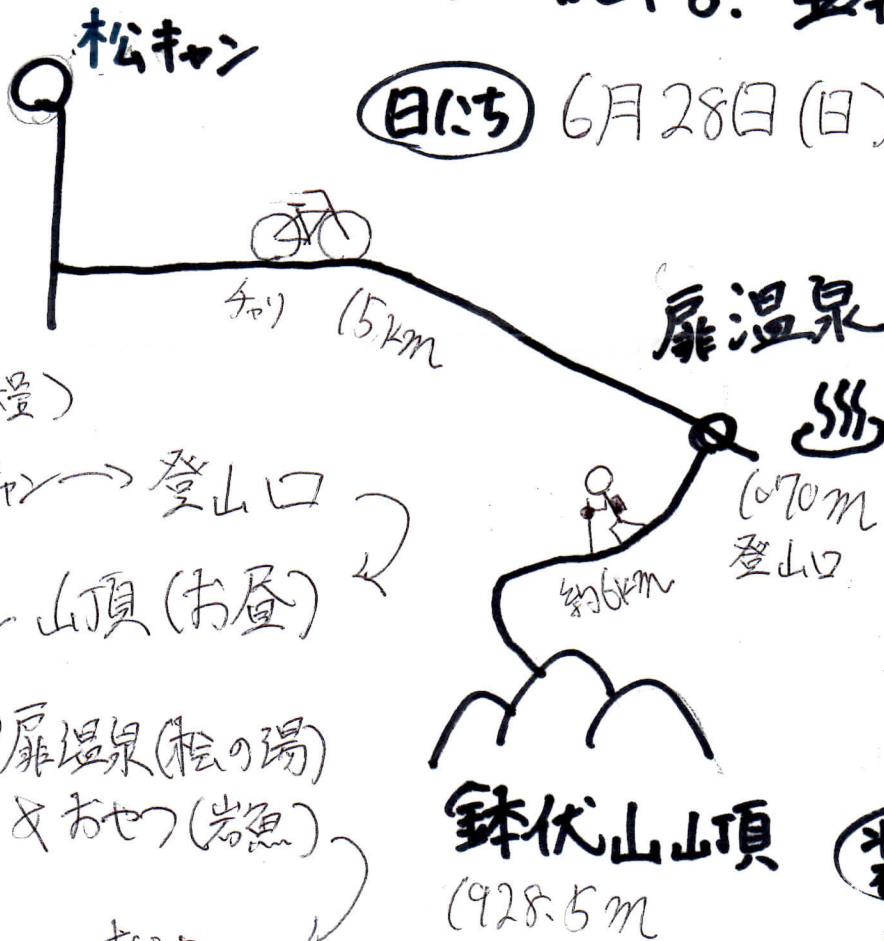 松キャン
日にち 6月28日(日)
チャリ 15km
扉温泉
1070m
登山口
約6km
ャン→登山口
山頂(お昼)
扉温泉(桧の湯)
&おやつ(岩魚)
鉢伏山山頂
1928.5m